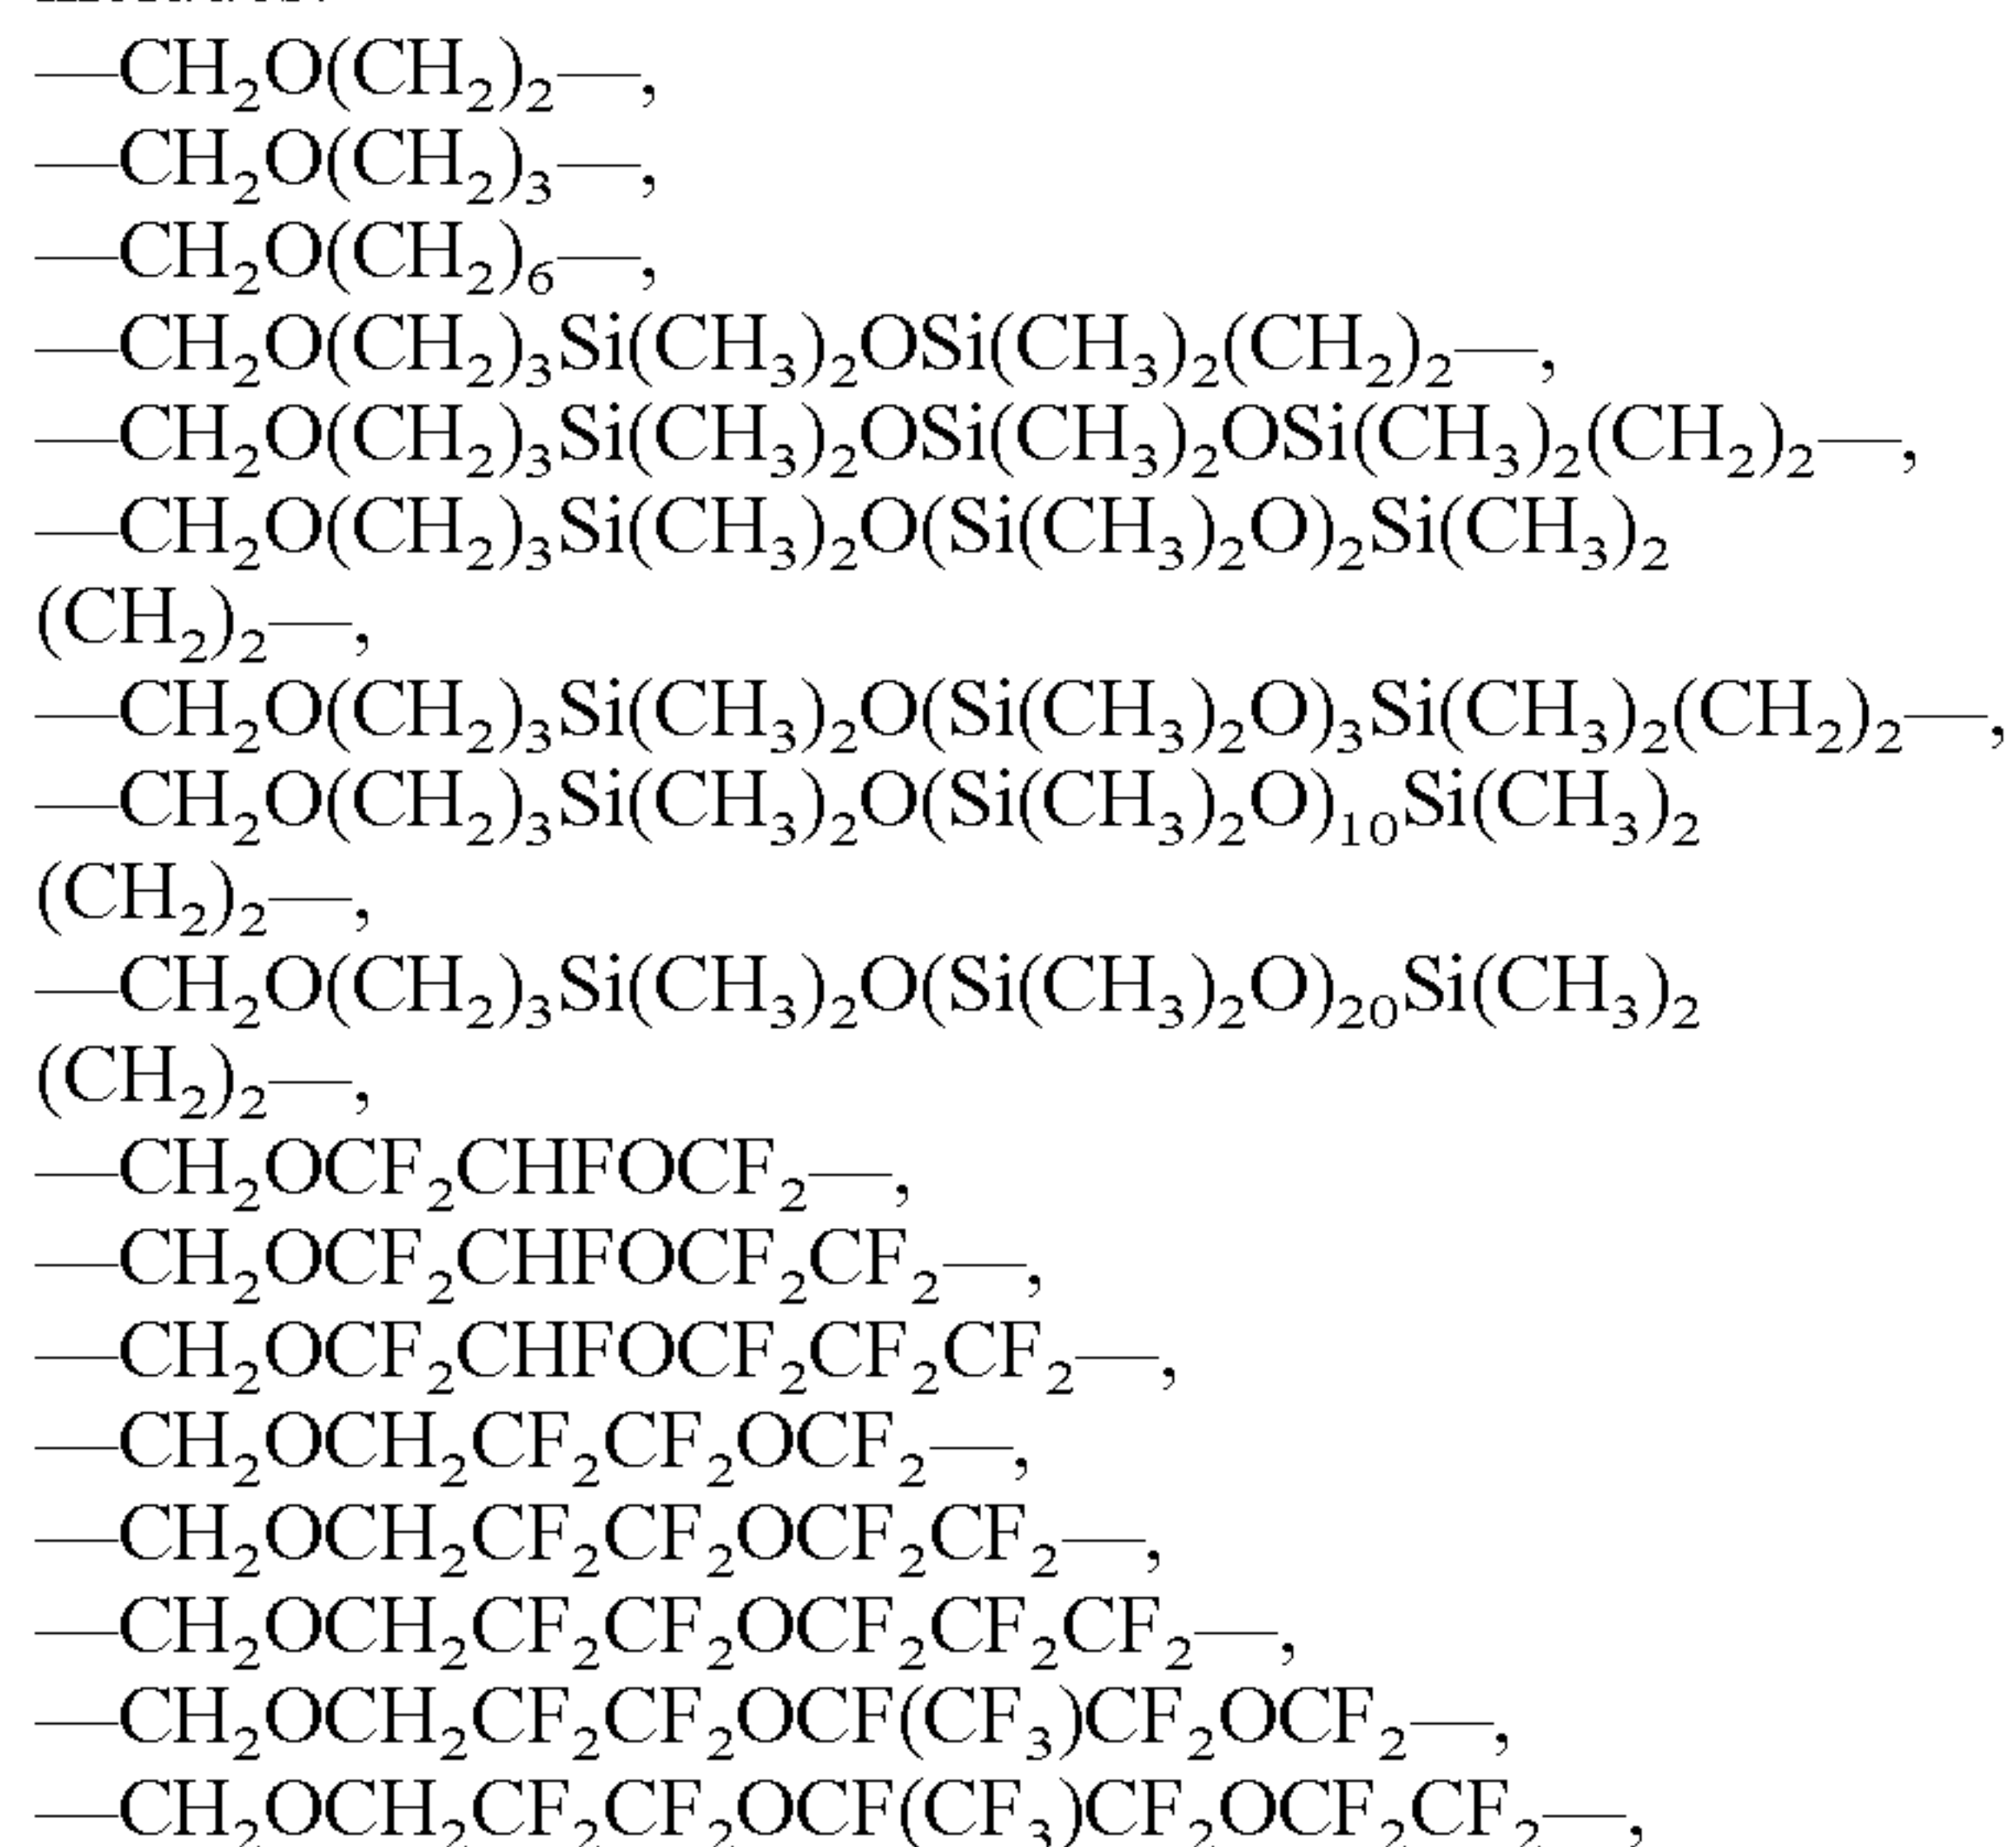 —CH₂O(CH₂)₂—,
—CH₂O(CH₂)₃—,
—CH₂O(CH₂)₆—,
—CH₂O(CH₂)₃Si(CH₃)₂OSi(CH₃)₂(CH₂)₂—,
—CH₂O(CH₂)₃Si(CH₃)₂OSi(CH₃)₂OSi(CH₃)₂(CH₂)₂—,
—CH₂O(CH₂)₃Si(CH₃)₂O(Si(CH₃)₂O)₂Si(CH₃)₂
(CH₂)₂—,
—CH₂O(CH₂)₃Si(CH₃)₂O(Si(CH₃)₂O)₃Si(CH₃)₂(CH₂)₂—,
—CH₂O(CH₂)₃Si(CH₃)₂O(Si(CH₃)₂O)₁₀Si(CH₃)₂
(CH₂)₂—,
—CH₂O(CH₂)₃Si(CH₃)₂O(Si(CH₃)₂O)₂₀Si(CH₃)₂
(CH₂)₂—,
—CH₂OCF₂CHFOCF₂—,
—CH₂OCF₂CHFOCF₂CF₂—,
—CH₂OCF₂CHFOCF₂CF₂CF₂—,
—CH₂OCH₂CF₂CF₂OCF₂—,
—CH₂OCH₂CF₂CF₂OCF₂CF₂—,
—CH₂OCH₂CF₂CF₂OCF₂CF₂CF₂—,
—CH₂OCH₂CF₂CF₂OCF(CF₃)CF₂OCF₂—,
—CH₂OCH₂CF₂CF₂OCF(CF₃)CF₂OCF₂CF₂—,